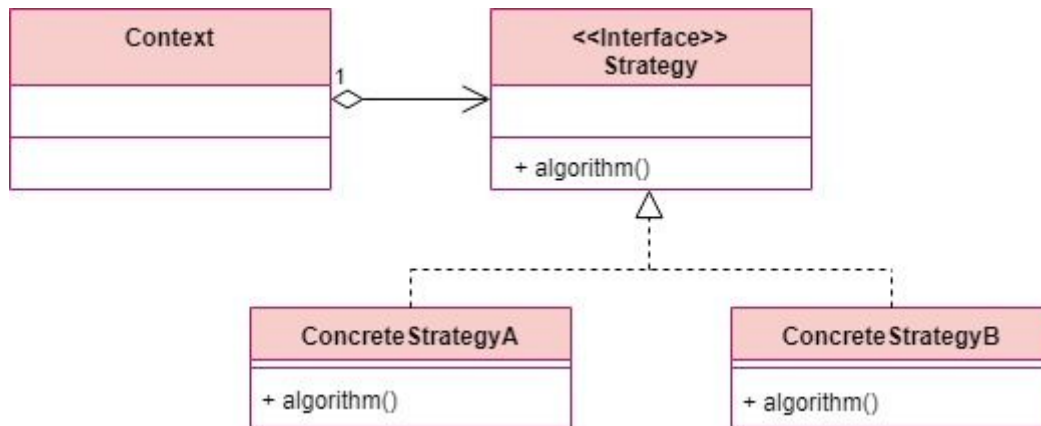 Context
<<Interface>>
Strategy
1
+ algorithm()
ConcreteStrategyA
ConcreteStrategyB
+ algorithm()
+ algorithm()